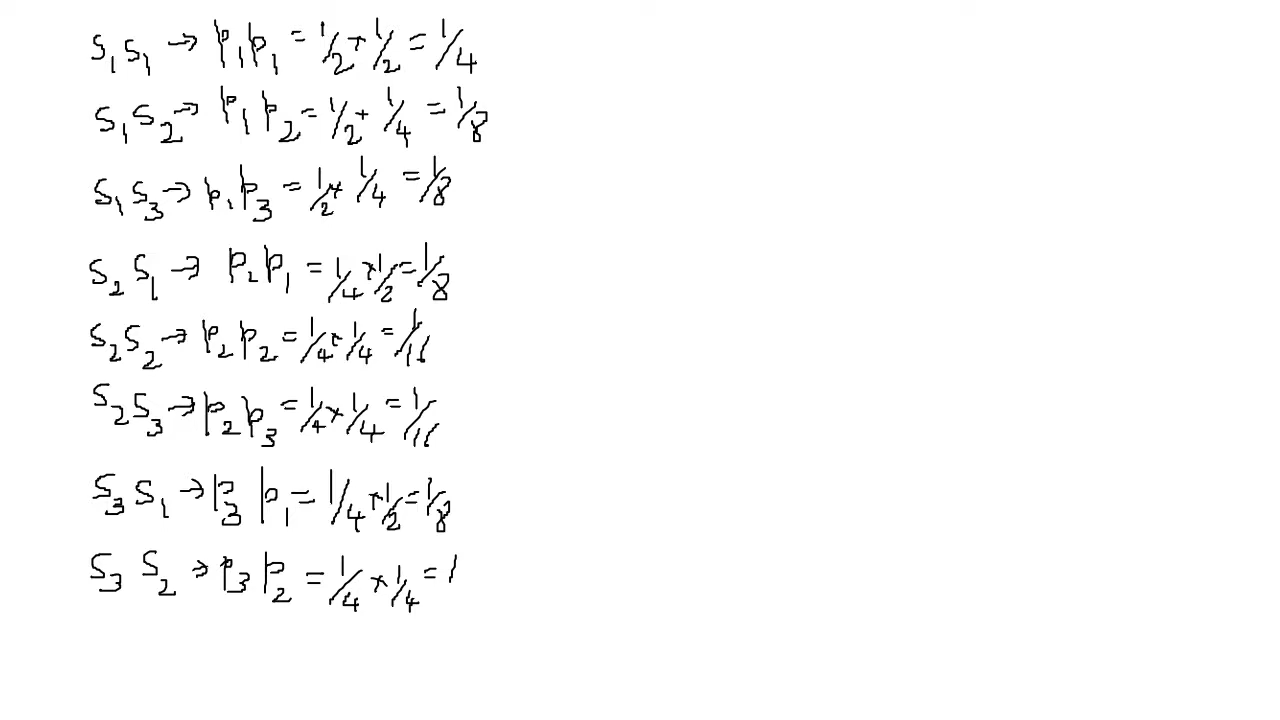 S₁S₁ → p₁p₁ = 1/2 × 1/2 = 1/4
S₁S₂ → p₁p₂ = 1/2 × 1/4 = 1/8
S₁S₃ → p₁p₃ = 1/2 × 1/4 = 1/8
S₂S₁ → p₂p₁ = 1/4 × 1/2 = 1/8
S₂S₂ → p₂p₂ = 1/4 × 1/4 = 1/16
S₂S₃ → p₂p₃ = 1/4 × 1/4 = 1/16
S₃S₁ → p₃p₁ = 1/4 × 1/2 = 1/8
S₃S₂ → p₃p₂ = 1/4 × 1/4 = 1